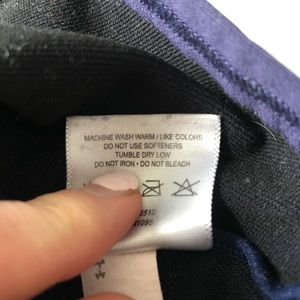 MACHINE WASH WARM / LIKE COLORS
DO NOT USE SOFTENERS
TUMBLE DRY LOW
DO NOT IRON • DO NOT BLEACH